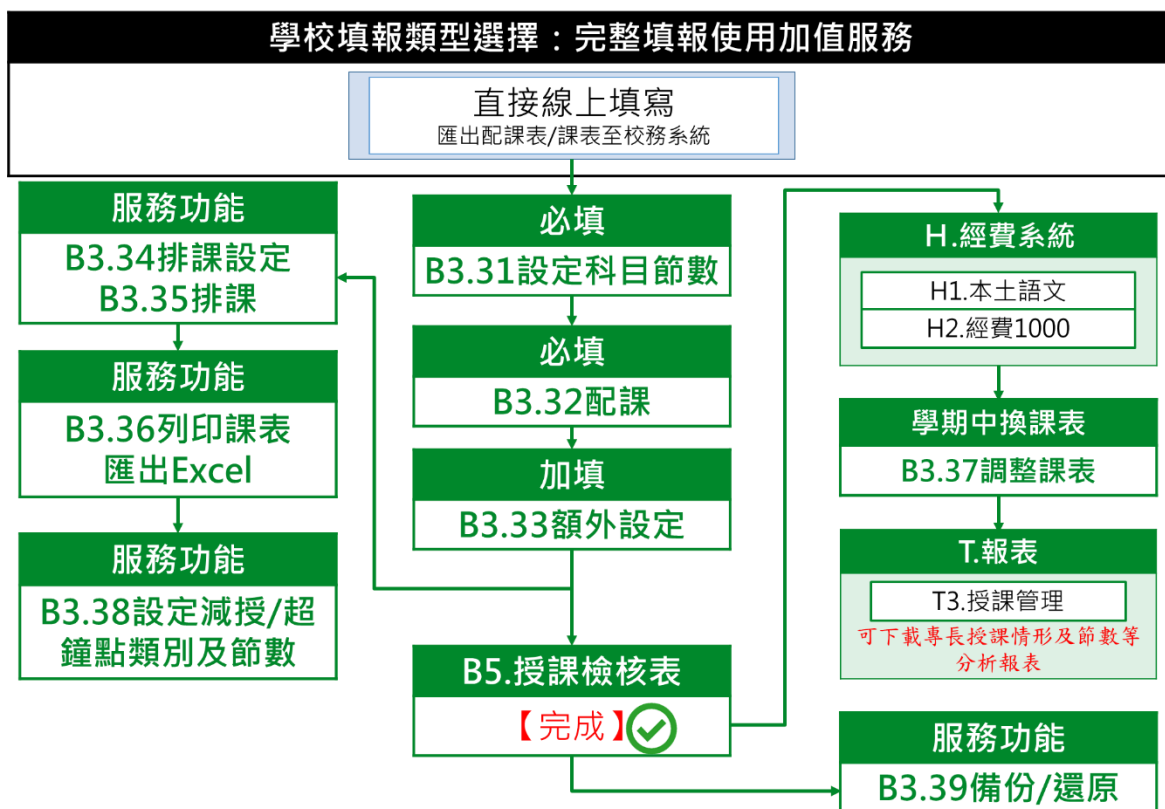 學校填報類型選擇：完整填報使用加值服務
直接線上填寫
匯出配課表/課表至校務系統
服務功能
B3.34排課設定
B3.35排課
服務功能
B3.36列印課表
匯出Excel
服務功能
B3.38設定減授/超
鐘點類別及節數
必填
B3.31設定科目節數
必填
B3.32配課
加填
B3.33額外設定
B5.授課檢核表
【完成】
H.經費系統
H1.本土語文
H2.經費1000
學期中換課表
B3.37調整課表
T.報表
T3.授課管理
可下載專長授課情形及節數等
分析報表
服務功能
B3.39備份/還原